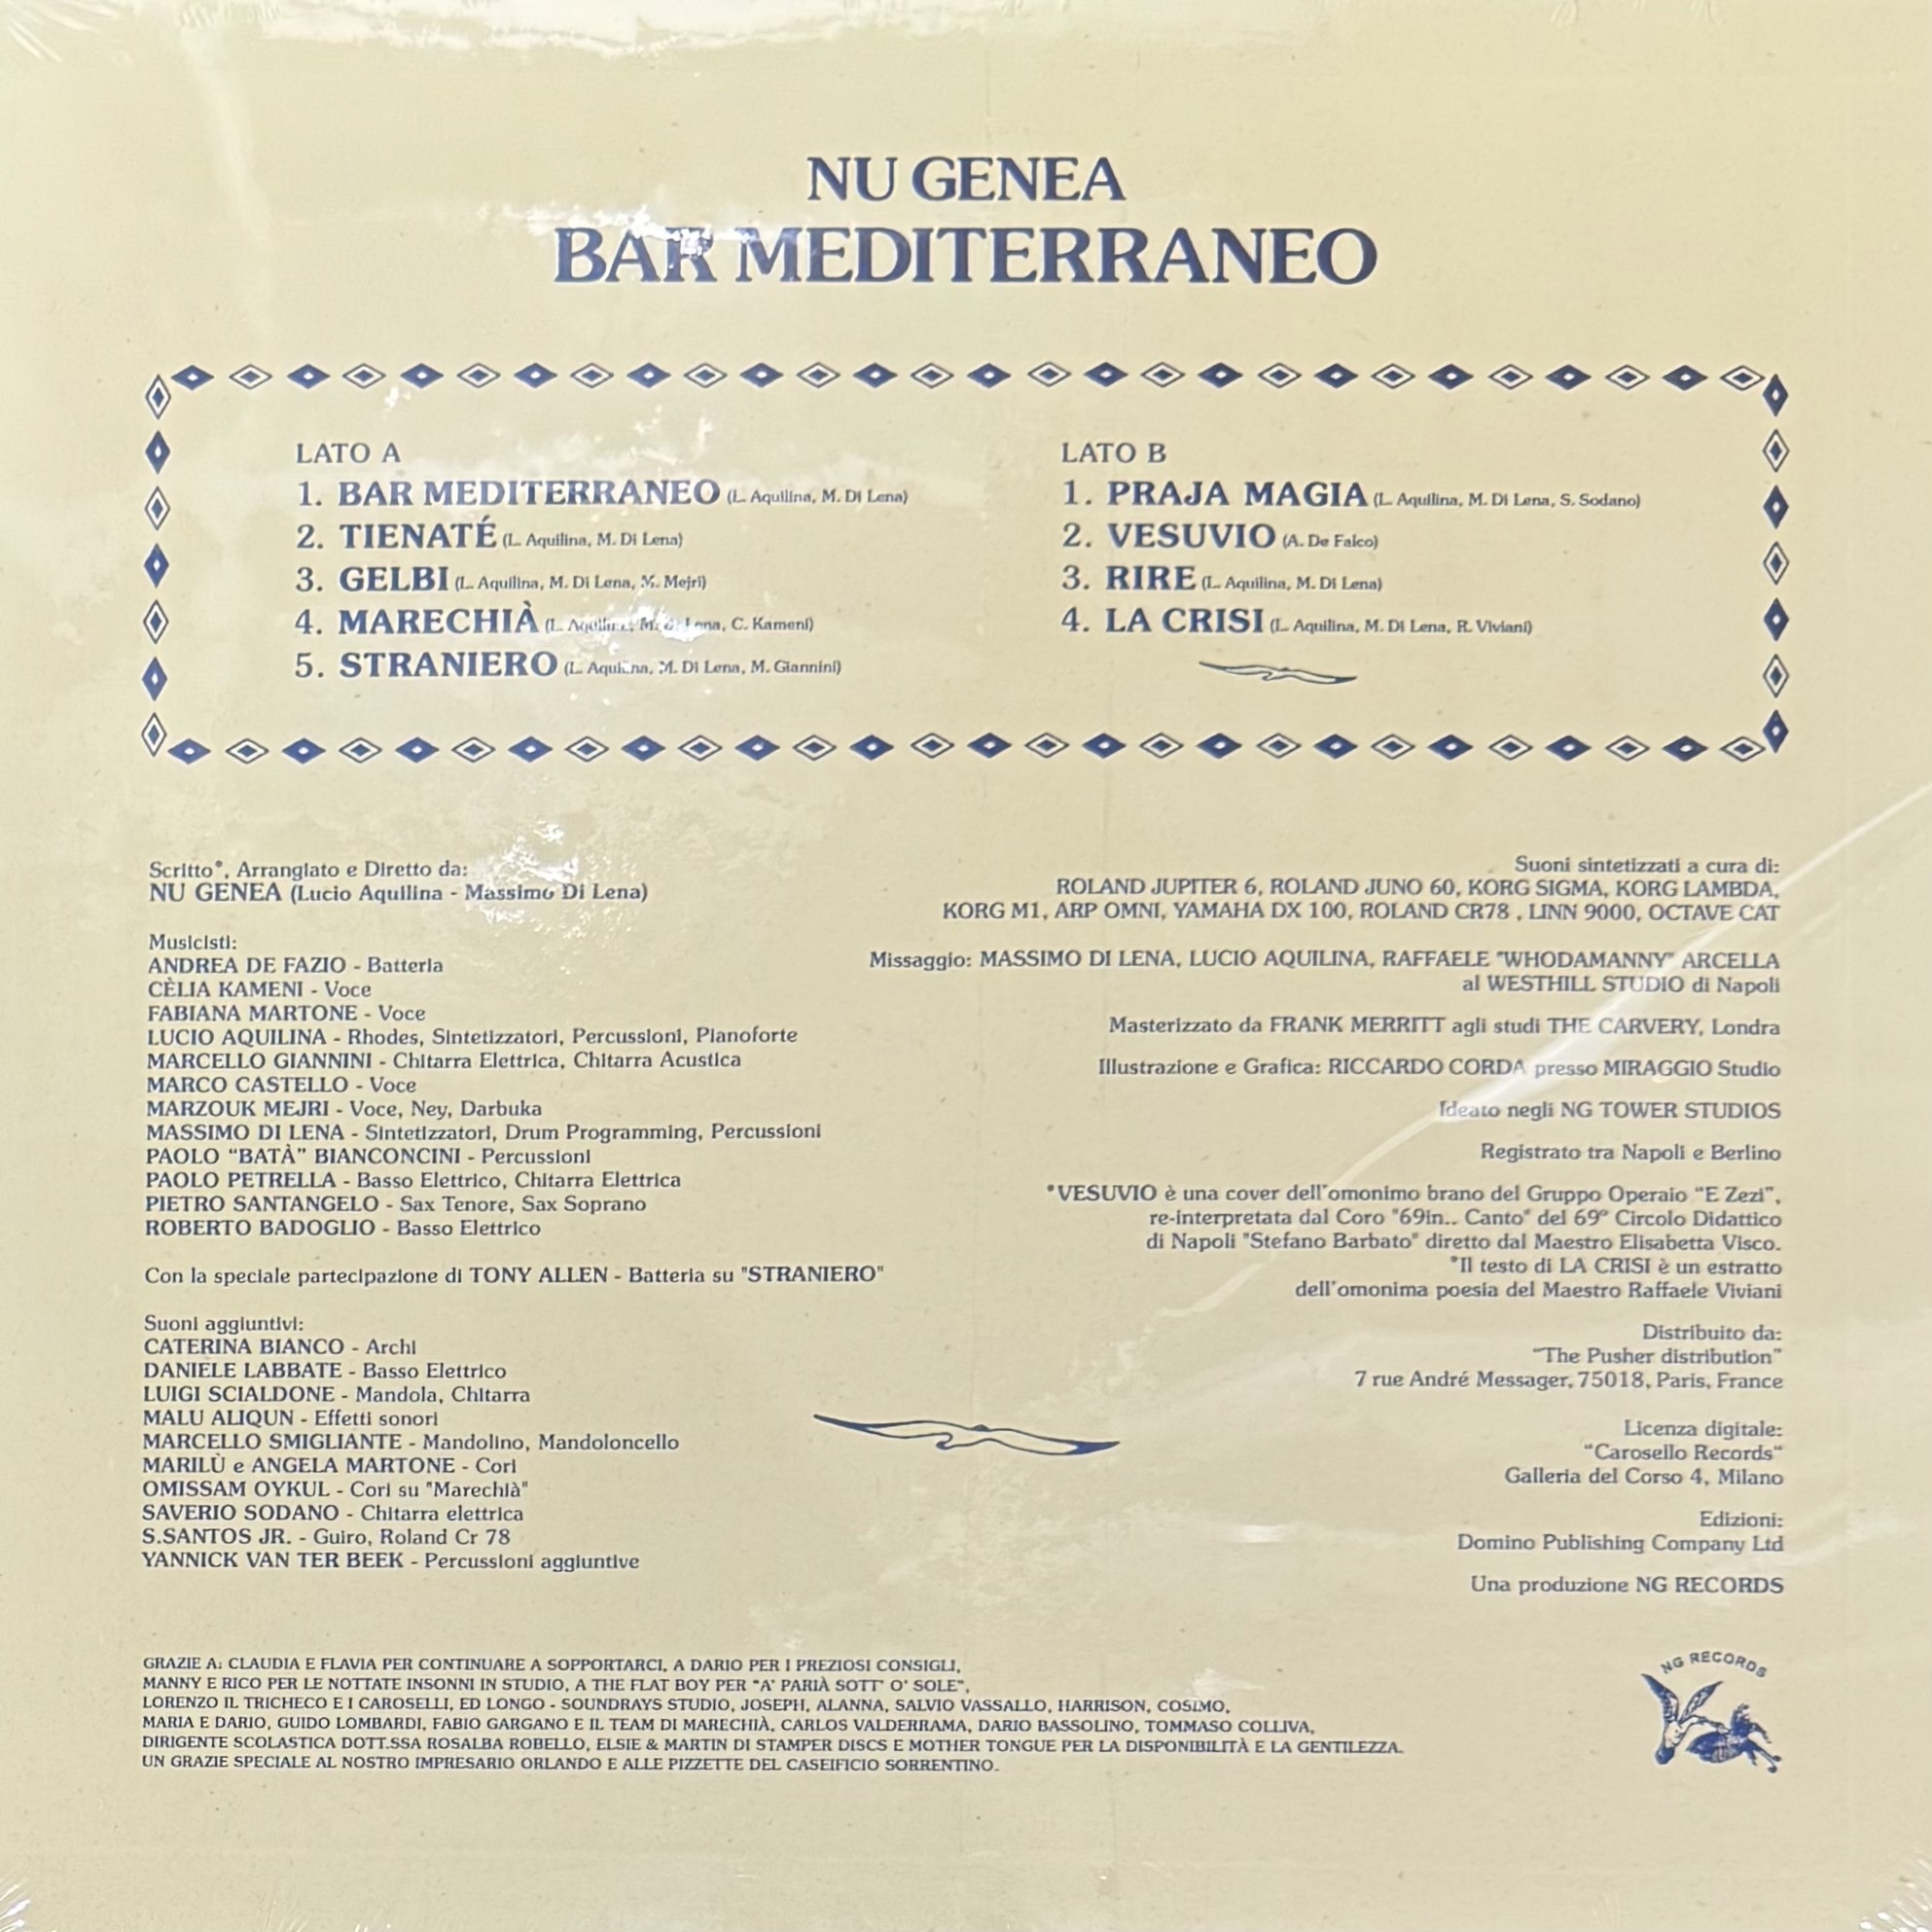 NU GENEA
BAR MEDITERRANEO
LATO A
1. BAR MEDITERRANEO (L. Aquilina, M. Di Lena)
2. TIENATÉ (L. Aquilina, M. Di Lena)
3. GELBI (L. Aquilina, M. Di Lena, M. Mejri)
4. MARECHIÀ (L. Aquilina, M. Di Lena, C. Kameni)
5. STRANIERO (L. Aquilina, M. Di Lena, M. Giannini)
LATO B
1. PRAJA MAGIA (L. Aquilina, M. Di Lena, S. Sodano)
2. VESUVIO (A. De Falco)
3. RIRE (L. Aquilina, M. Di Lena)
4. LA CRISI (L. Aquilina, M. Di Lena, R. Viviani)
Scritto*, Arrangiato e Diretto da:
NU GENEA (Lucio Aquilina - Massimo Di Lena)
Musicisti:
ANDREA DE FAZIO - Batteria
CÈLIA KAMENI - Voce
FABIANA MARTONE - Voce
LUCIO AQUILINA - Rhodes, Sintetizzatori, Percussioni, Pianoforte
MARCELLO GIANNINI - Chitarra Elettrica, Chitarra Acustica
MARCO CASTELLO - Voce
MARZOUK MEJRI - Voce, Ney, Darbuka
MASSIMO DI LENA - Sintetizzatori, Drum Programming, Percussioni
PAOLO “BATÀ” BIANCONCINI - Percussioni
PAOLO PETRELLA - Basso Elettrico, Chitarra Elettrica
PIETRO SANTANGELO - Sax Tenore, Sax Soprano
ROBERTO BADOGLIO - Basso Elettrico
Con la speciale partecipazione di TONY ALLEN - Batteria su "STRANIERO"
Suoni aggiuntivi:
CATERINA BIANCO - Archi
DANIELE LABBATE - Basso Elettrico
LUIGI SCIALDONE - Mandola, Chitarra
MALU ALIQUN - Effetti sonori
MARCELLO SMIGLIANTE - Mandolino, Mandoloncello
MARILÙ e ANGELA MARTONE - Cori
OMISSAM OYKUL - Cori su "Marechià"
SAVERIO SODANO - Chitarra elettrica
S.SANTOS JR. - Guiro, Roland Cr 78
YANNICK VAN TER BEEK - Percussioni aggiuntive
Suoni sintetizzati a cura di:
ROLAND JUPITER 6, ROLAND JUNO 60, KORG SIGMA, KORG LAMBDA,
KORG M1, ARP OMNI, YAMAHA DX 100, ROLAND CR78 , LINN 9000, OCTAVE CAT
Missaggio: MASSIMO DI LENA, LUCIO AQUILINA, RAFFAELE "WHODAMANNY" ARCELLA
al WESTHILL STUDIO di Napoli
Masterizzato da FRANK MERRITT agli studi THE CARVERY, Londra
Illustrazione e Grafica: RICCARDO CORDA presso MIRAGGIO Studio
Ideato negli NG TOWER STUDIOS
Registrato tra Napoli e Berlino
*VESUVIO è una cover dell'omonimo brano del Gruppo Operaio “E Zezi”,
re-interpretata dal Coro "69in.. Canto" del 69° Circolo Didattico
di Napoli "Stefano Barbato" diretto dal Maestro Elisabetta Visco.
*Il testo di LA CRISI è un estratto
dell'omonima poesia del Maestro Raffaele Viviani
Distribuito da:
“The Pusher distribution”
7 rue André Messager, 75018, Paris, France
Licenza digitale:
“Carosello Records“
Galleria del Corso 4, Milano
Edizioni:
Domino Publishing Company Ltd
Una produzione NG RECORDS
GRAZIE A: CLAUDIA E FLAVIA PER CONTINUARE A SOPPORTARCI, A DARIO PER I PREZIOSI CONSIGLI,
MANNY E RICO PER LE NOTTATE INSONNI IN STUDIO, A THE FLAT BOY PER "A' PARIÀ SOTT' O' SOLE",
LORENZO IL TRICHECO E I CAROSELLI, ED LONGO - SOUNDRAYS STUDIO, JOSEPH, ALANNA, SALVIO VASSALLO, HARRISON, COSIMO,
MARIA E DARIO, GUIDO LOMBARDI, FABIO GARGANO E IL TEAM DI MARECHIÀ, CARLOS VALDERRAMA, DARIO BASSOLINO, TOMMASO COLLIVA,
DIRIGENTE SCOLASTICA DOTT.SSA ROSALBA ROBELLO, ELSIE & MARTIN DI STAMPER DISCS E MOTHER TONGUE PER LA DISPONIBILITÀ E LA GENTILEZZA.
UN GRAZIE SPECIALE AL NOSTRO IMPRESARIO ORLANDO E ALLE PIZZETTE DEL CASEIFICIO SORRENTINO.
NG RECORDS